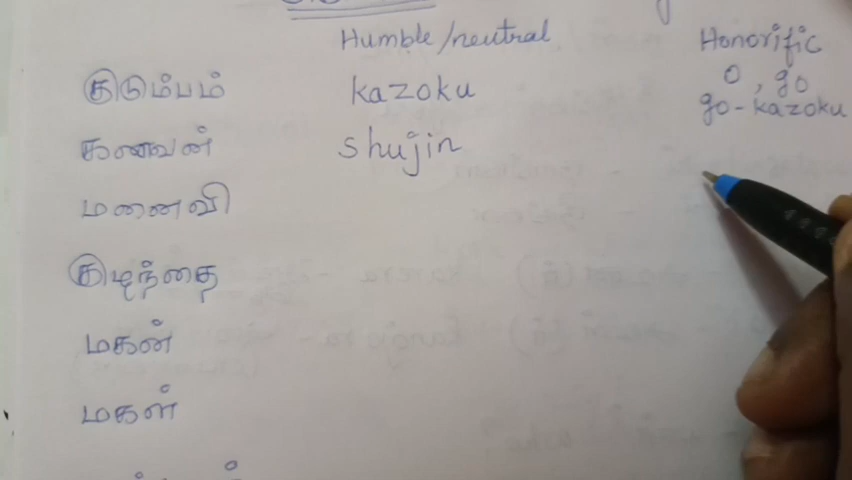 Humble/neutral Honorific
குடும்பம் kazoku o, go
go-kazoku
கணவன் shujin
மனைவி
குழந்தை
மகன்
மகள்